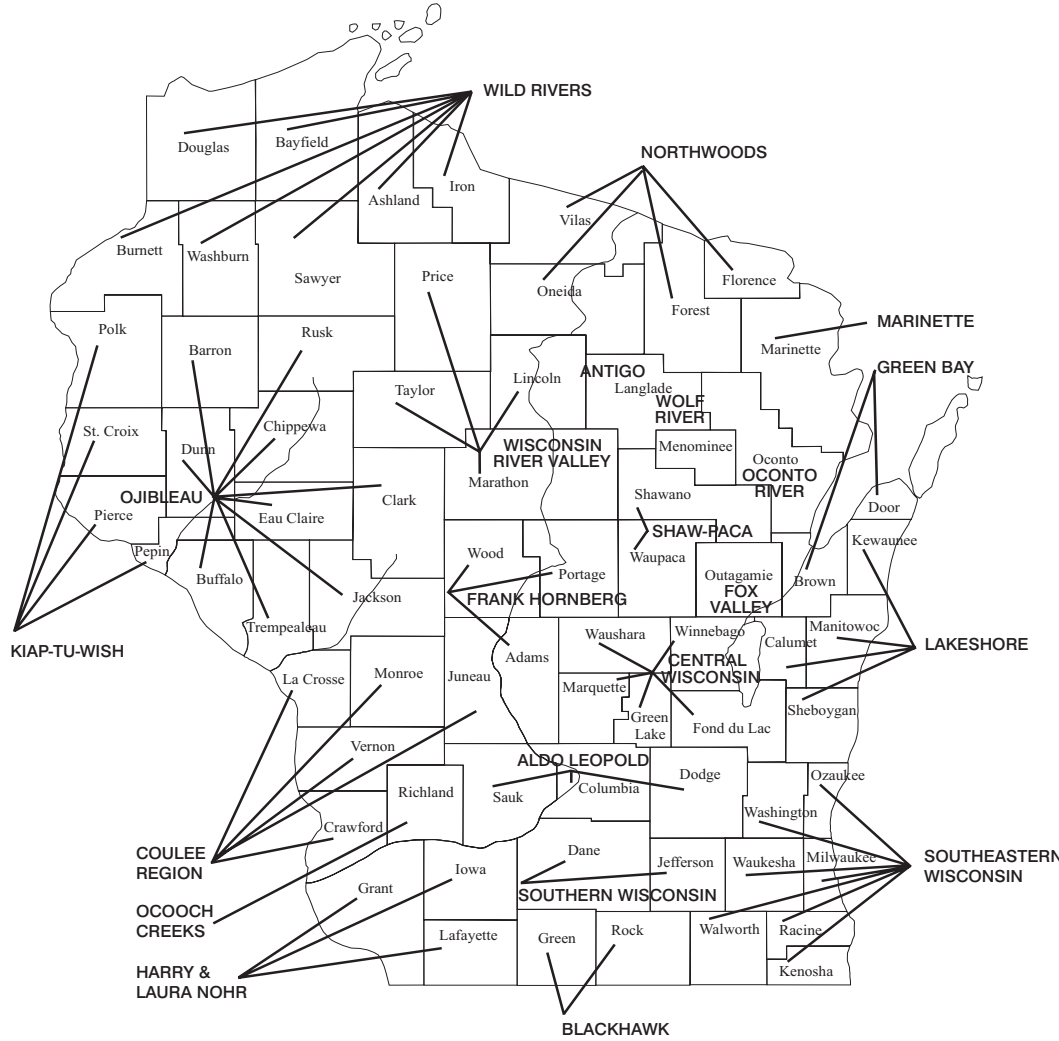 WILD RIVERS
Douglas
Bayfield
Ashland
Iron
NORTHWOODS
Vilas
Burnett
Washburn
Sawyer
Price
Oneida
Florence
Forest
MARINETTE
Marinette
Polk
Barron
Rusk
GREEN BAY
ANTIGO
Langlade
Taylor
Lincoln
WOLF
RIVER
St. Croix
Chippewa
Dunn
WISCONSIN
RIVER VALLEY
Menominee
Oconto
OCONTO
RIVER
Marathon
OJIBLEAU
Clark
Shawano
Door
Pierce
Eau Claire
SHAW-PACA
Waupaca
Kewaunee
Pepin
Wood
Portage
Outagamie
FOX
VALLEY
Brown
Buffalo
Jackson
FRANK HORNBERG
Trempealeau
Waushara
Winnebago
Manitowoc
Calumet
LAKESHORE
KIAP-TU-WISH
Adams
CENTRAL
WISCONSIN
La Crosse
Monroe
Juneau
Marquette
Green
Lake
Fond du Lac
Sheboygan
Vernon
ALDO LEOPOLD
Richland
Sauk
Columbia
Dodge
Ozaukee
Washington
Crawford
COULEE
REGION
Dane
Jefferson
Waukesha
Milwaukee
SOUTHEASTERN
WISCONSIN
Iowa
Grant
SOUTHERN WISCONSIN
OCOOCH
CREEKS
Lafayette
Green
Rock
Walworth
Racine
Kenosha
HARRY &
LAURA NOHR
BLACKHAWK